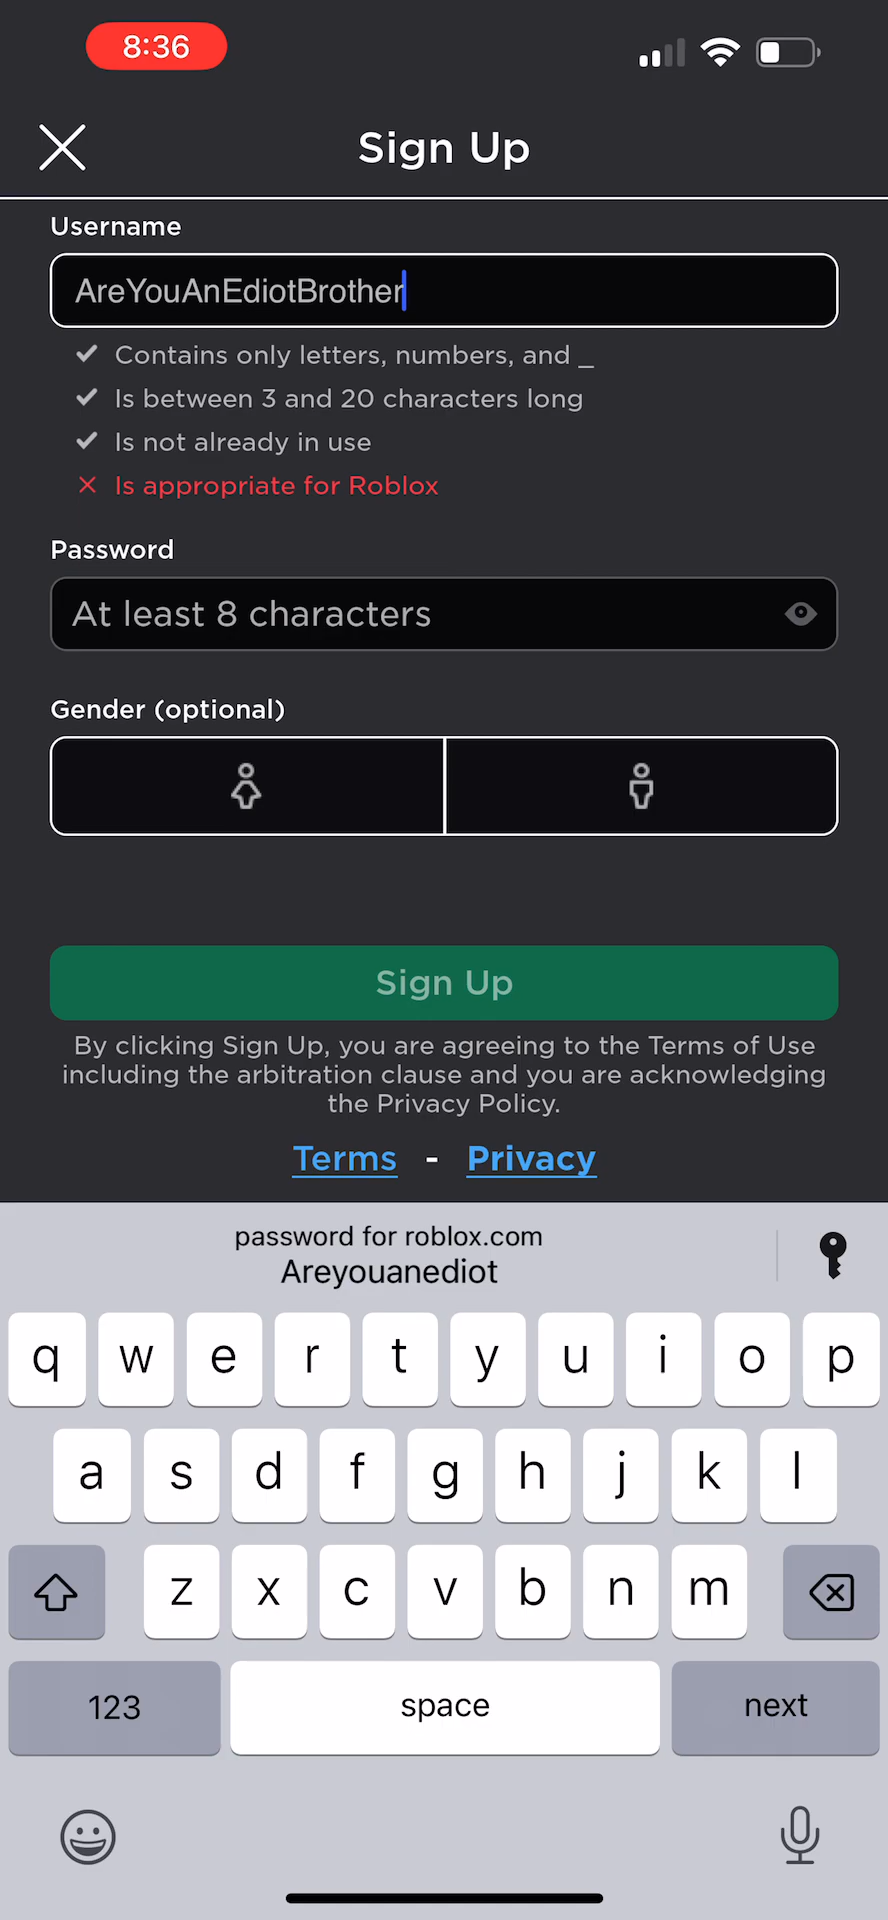 8:36
Sign Up
Username
AreYouAnEdiotBrother
Contains only letters, numbers, and _
Is between 3 and 20 characters long
Is not already in use
Is appropriate for Roblox
Password
At least 8 characters
Gender (optional)
Sign Up
By clicking Sign Up, you are agreeing to the Terms of Use
including the arbitration clause and you are acknowledging
the Privacy Policy.
Terms - Privacy
password for roblox.com
Areyouanediot
q w e r t y u i o p
a s d f g h j k l
z x c v b n m
123 space next